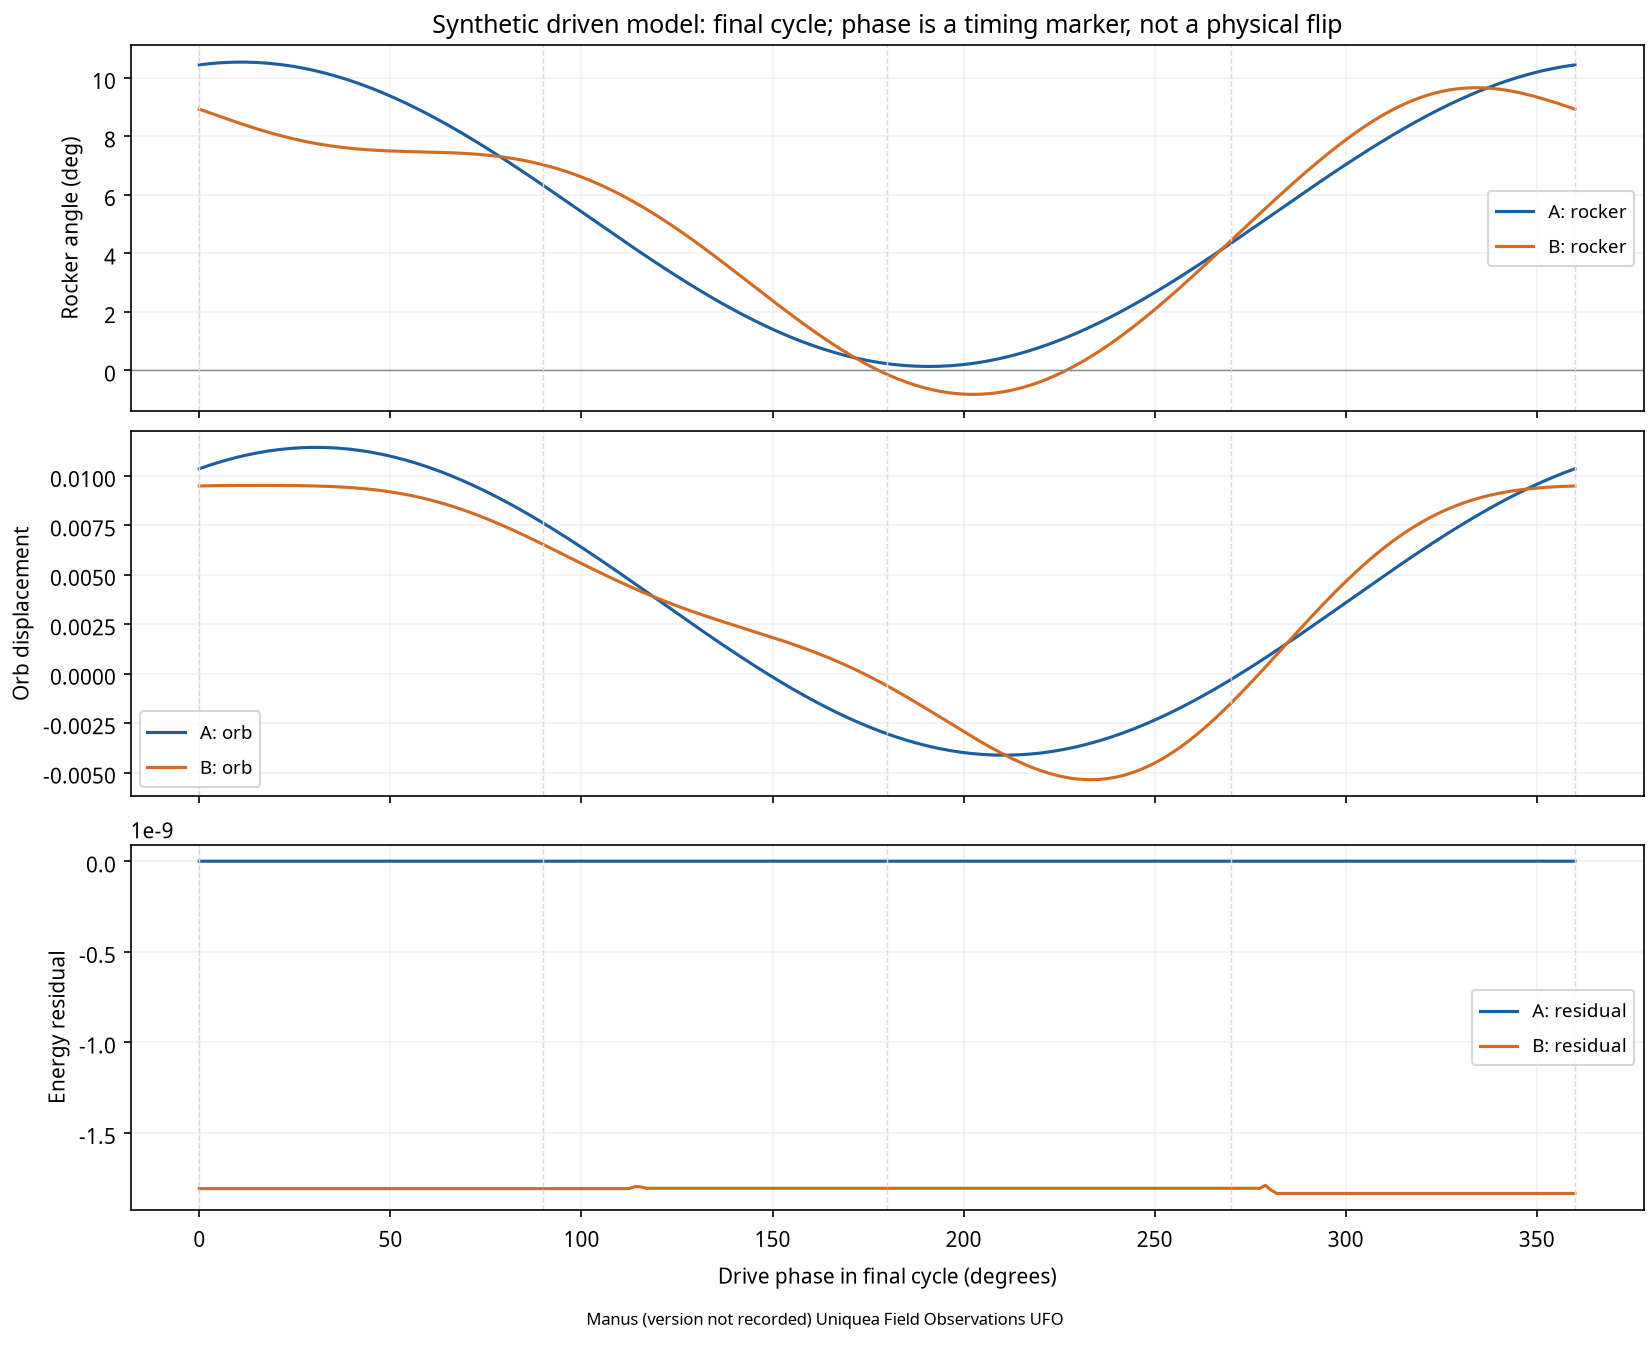 Synthetic driven model: final cycle; phase is a timing marker, not a physical flip
Rocker angle (deg)
10
8
6
4
2
0
A: rocker
B: rocker
Orb displacement
0.0100
0.0075
0.0050
0.0025
0.0000
-0.0025
-0.0050
A: orb
B: orb
1e-9
Energy residual
0.0
-0.5
-1.0
-1.5
A: residual
B: residual
0 50 100 150 200 250 300 350
Drive phase in final cycle (degrees)
Manus (version not recorded) Uniquea Field Observations UFO